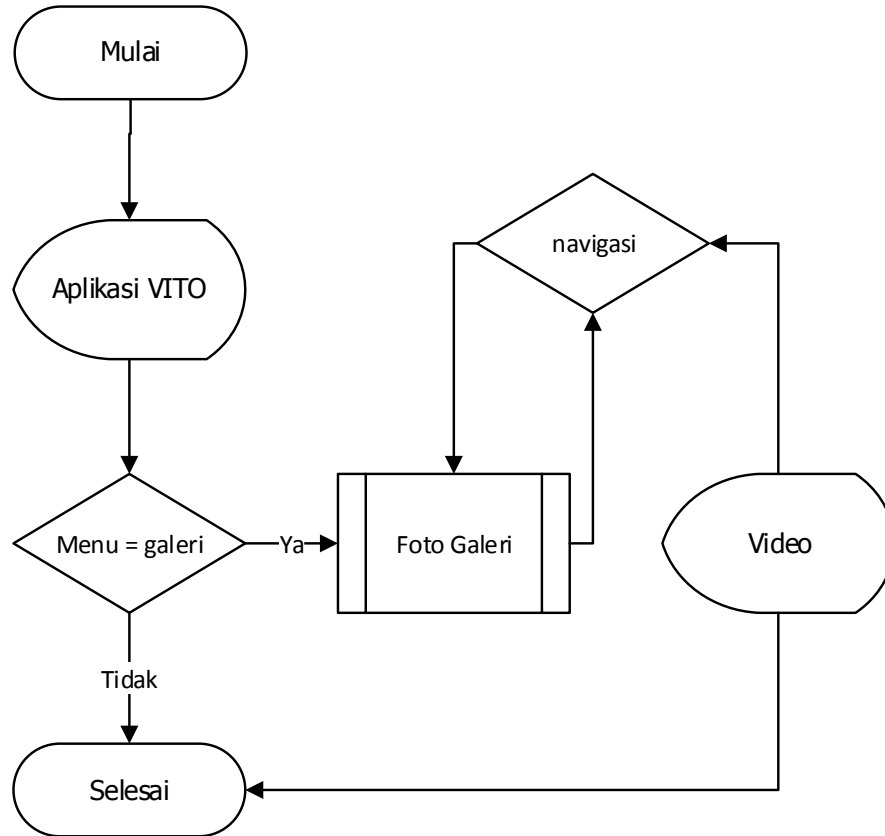 Mulai
navigasi
Aplikasi VITO
Menu = galeri
Ya
Foto Galeri
Video
Tidak
Selesai